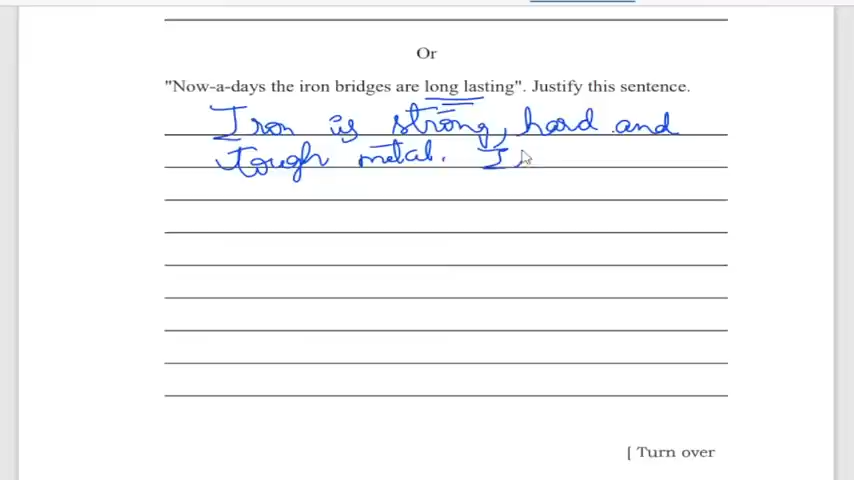 Or
"Now-a-days the iron bridges are long lasting". Justify this sentence.
Iron is strong, hard and
tough metal. I
[ Turn over